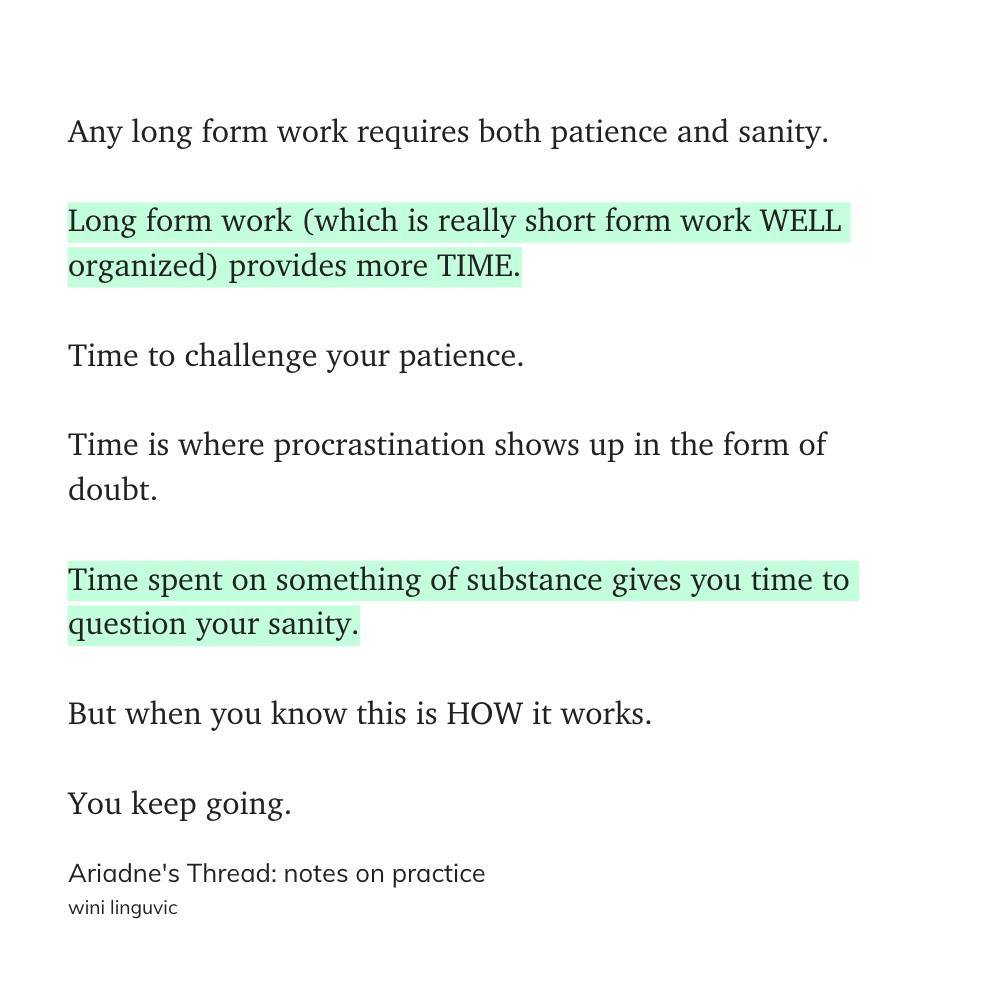 Any long form work requires both patience and sanity.
Long form work (which is really short form work WELL
organized) provides more TIME.
Time to challenge your patience.
Time is where procrastination shows up in the form of
doubt.
Time spent on something of substance gives you time to
question your sanity.
But when you know this is HOW it works.
You keep going.
Ariadne's Thread: notes on practice
wini linguvic